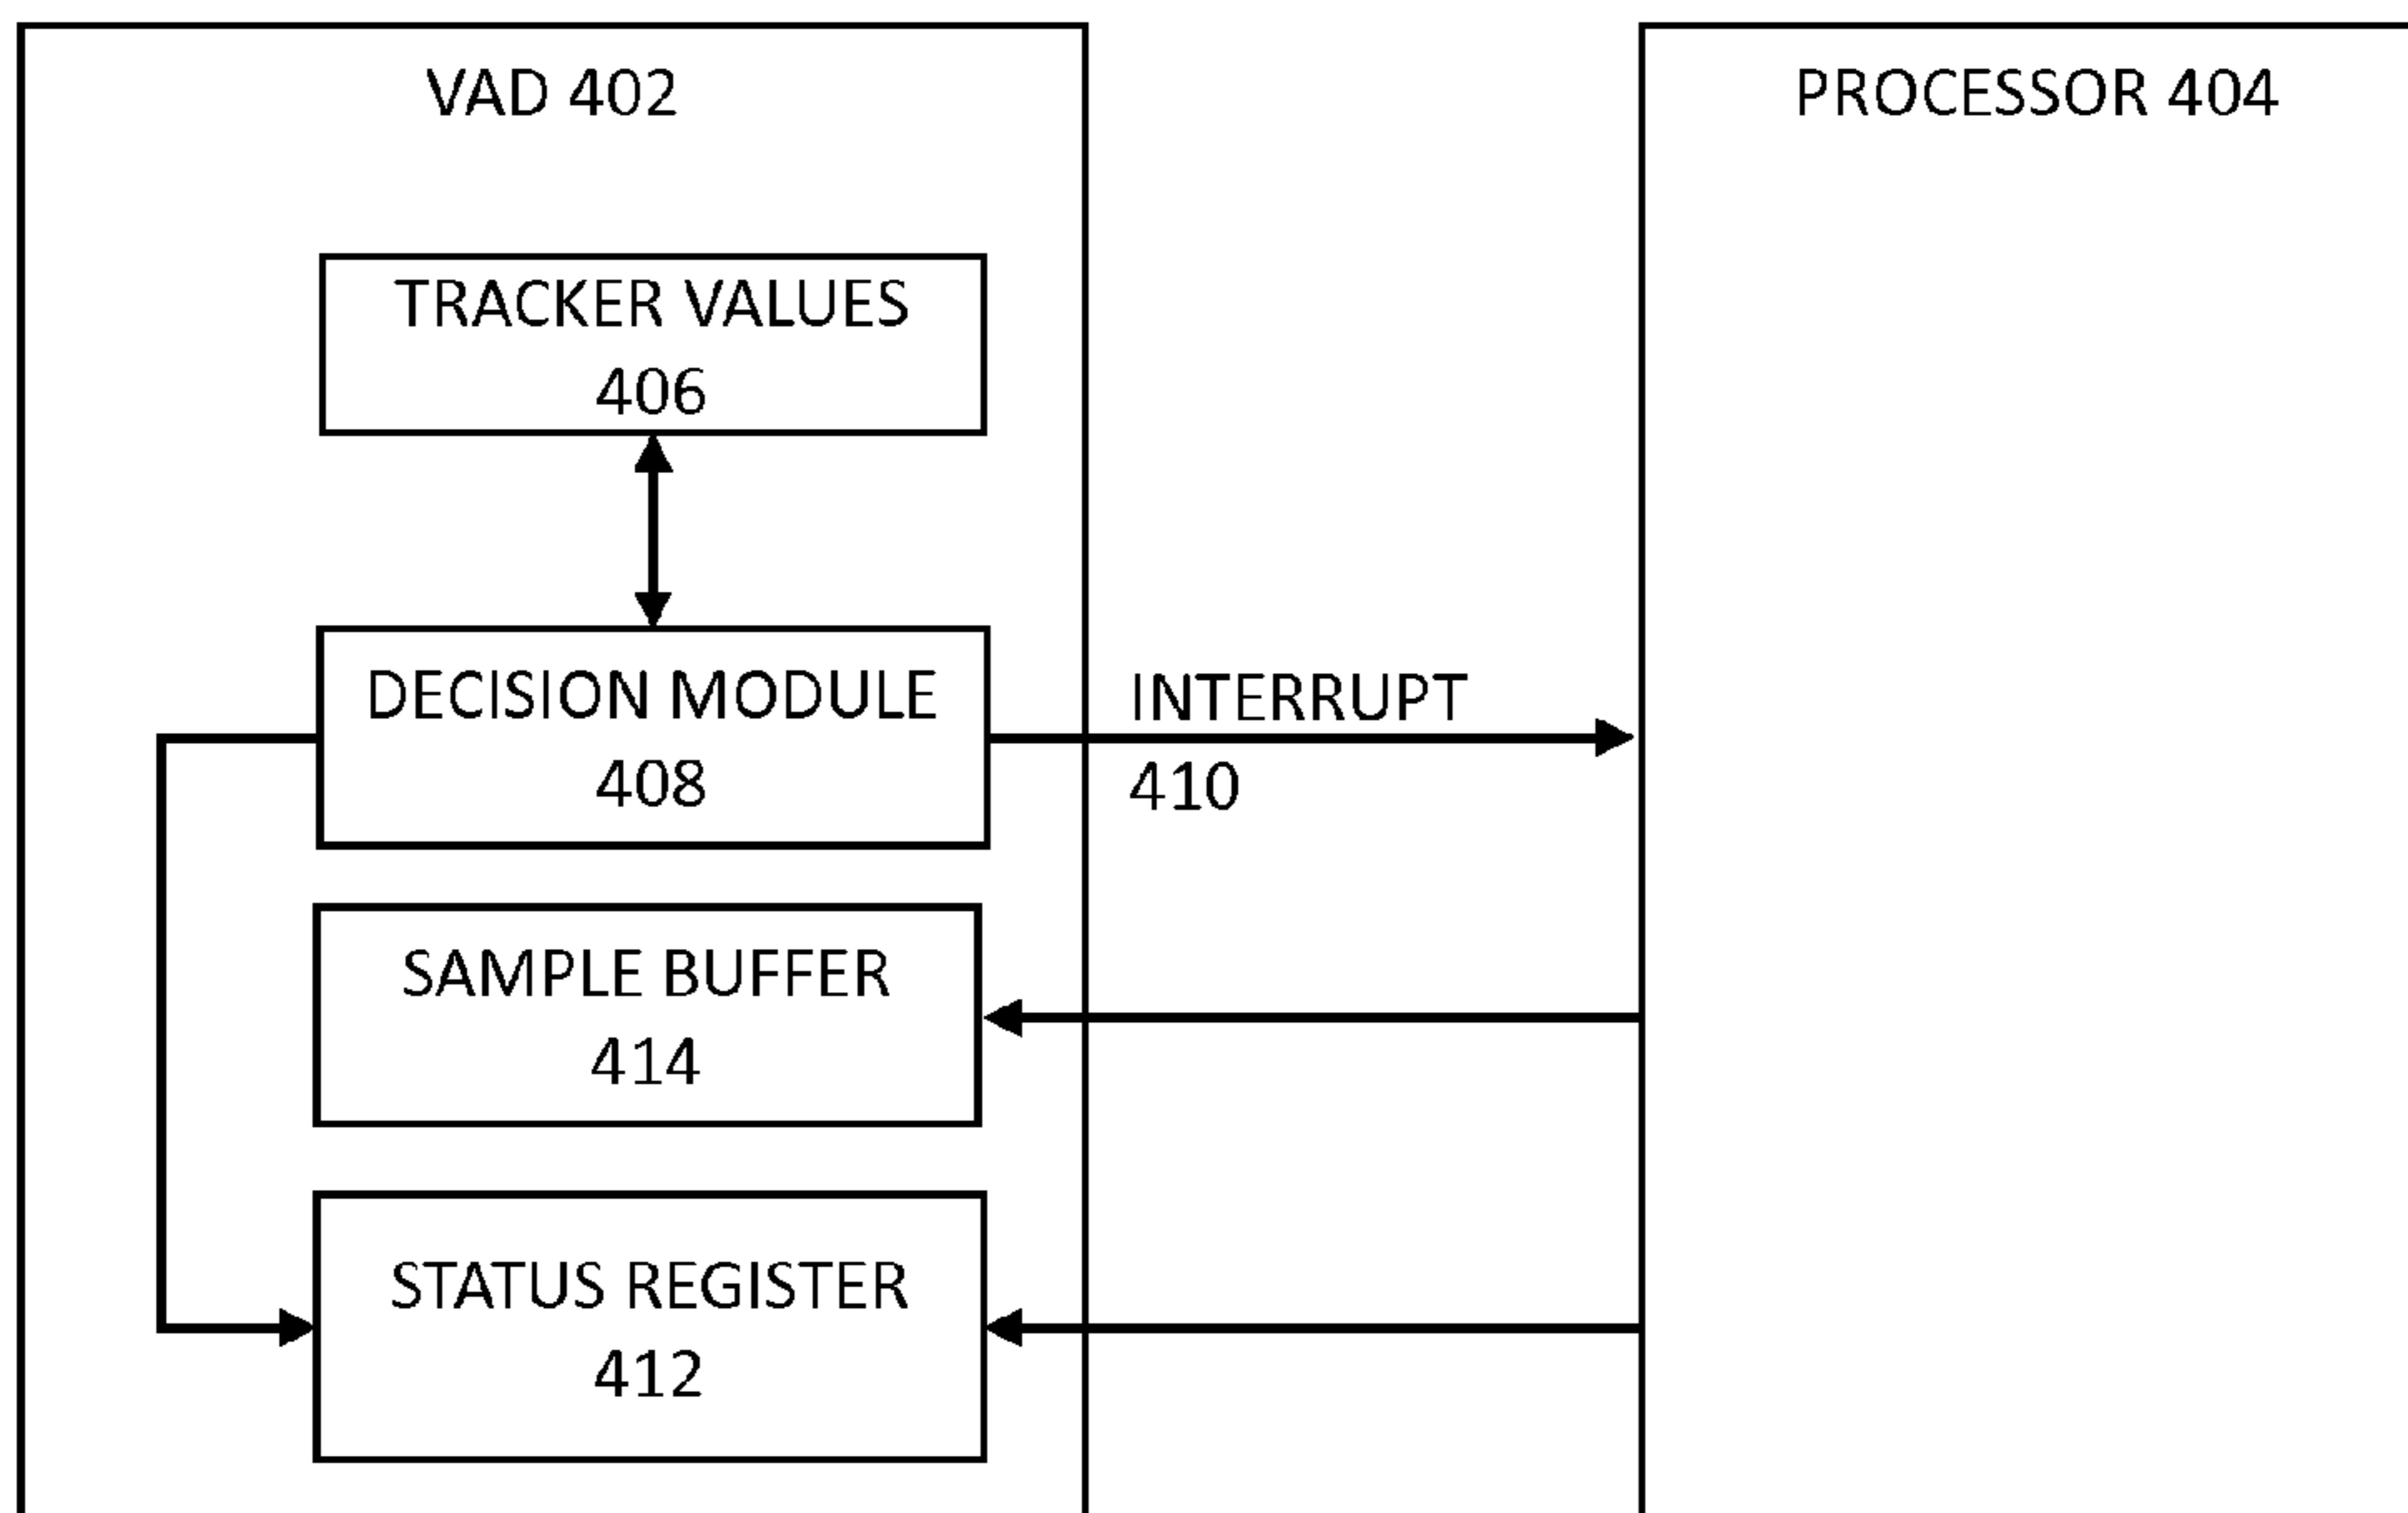 VAD 402
PROCESSOR 404
TRACKER VALUES
406
DECISION MODULE
408
INTERRUPT
410
SAMPLE BUFFER
414
STATUS REGISTER
412